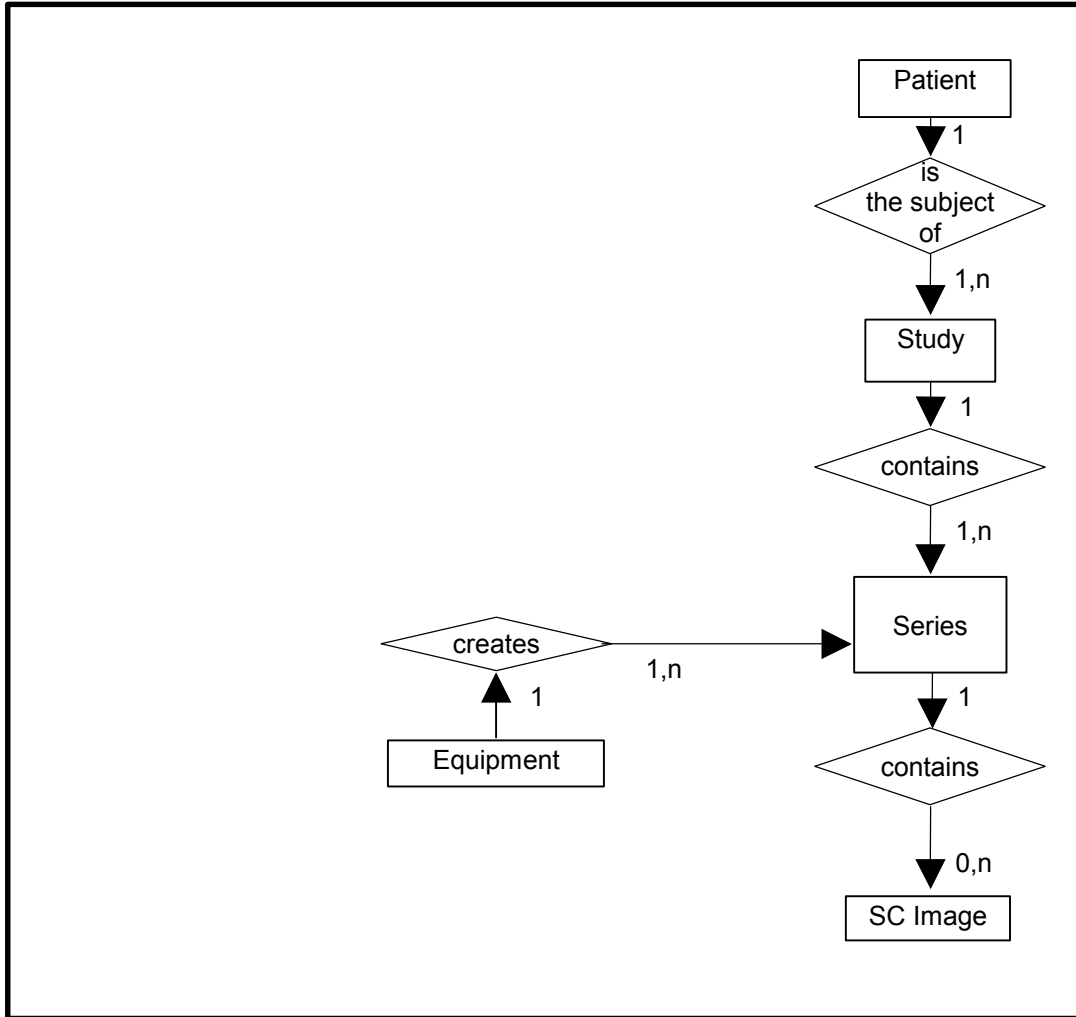 Patient
1
is
the subject
of
1,n
Study
1
contains
1,n
Series
creates
1,n
1
1
Equipment
contains
0,n
SC Image